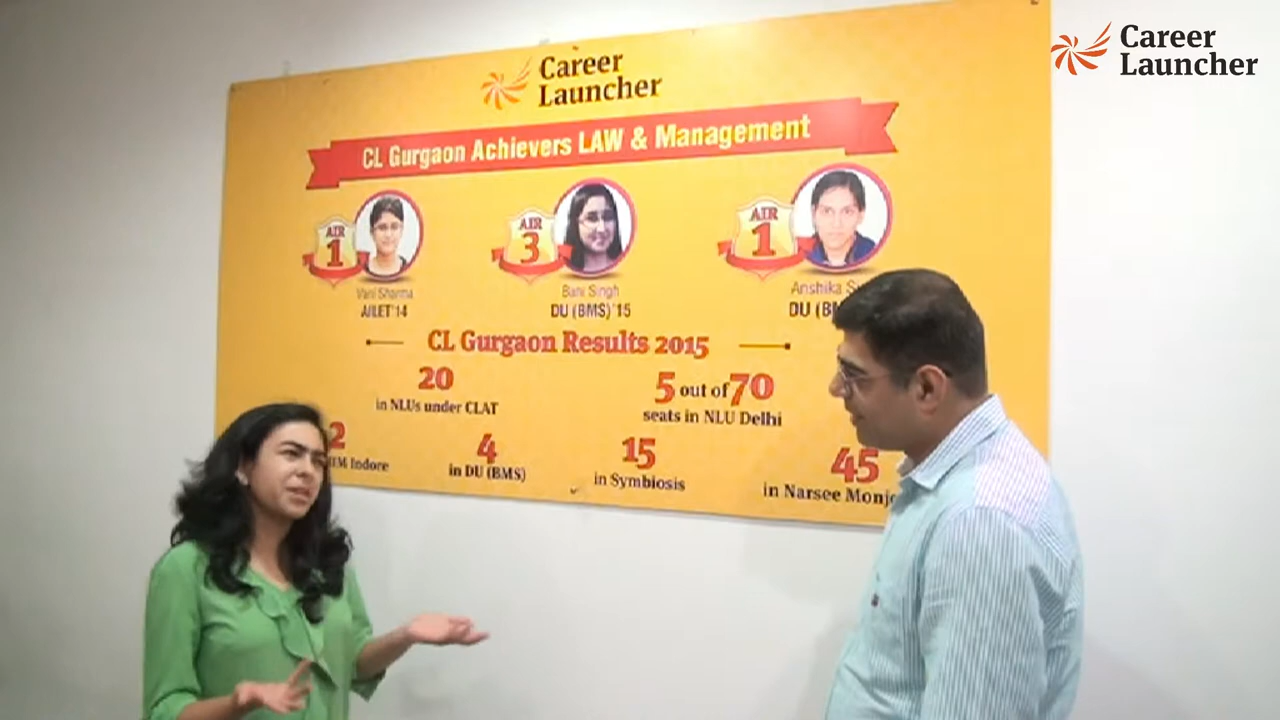 Career
Launcher
Career
Launcher
CL Gurgaon Achievers LAW & Management
AIR
1
AIR
3
AIR
1
Vani Sharma
AILET'14
Bani Singh
DU (BMS)'15
Anshika
DU
CL Gurgaon Results 2015
20
in NLUs under CLAT
5 out of 70
seats in NLU Delhi
2
IIM Indore
4
in DU (BMS)
15
in Symbiosis
45
in Narsee